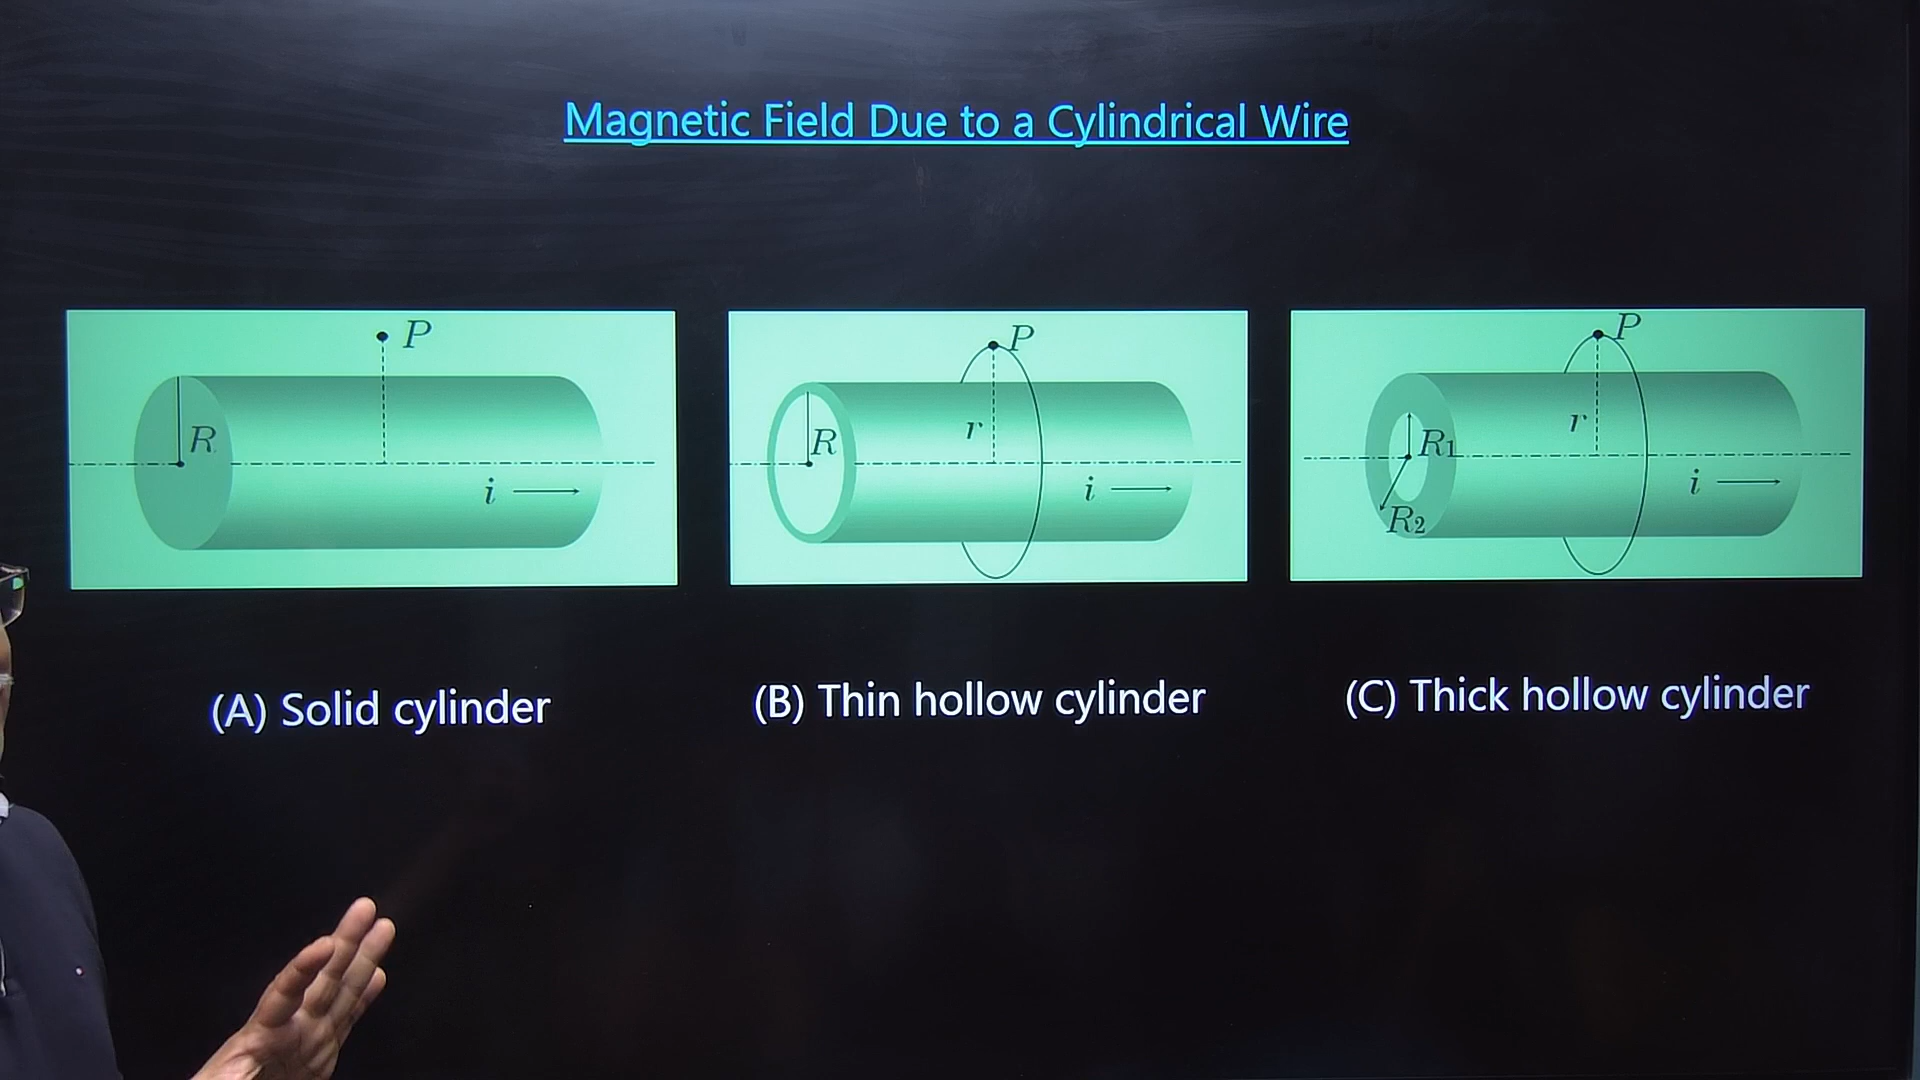 Magnetic Field Due to a Cylindrical Wire
P
R
i
P
r
R
i
P
r
R1
R2
i
(A) Solid cylinder
(B) Thin hollow cylinder
(C) Thick hollow cylinder